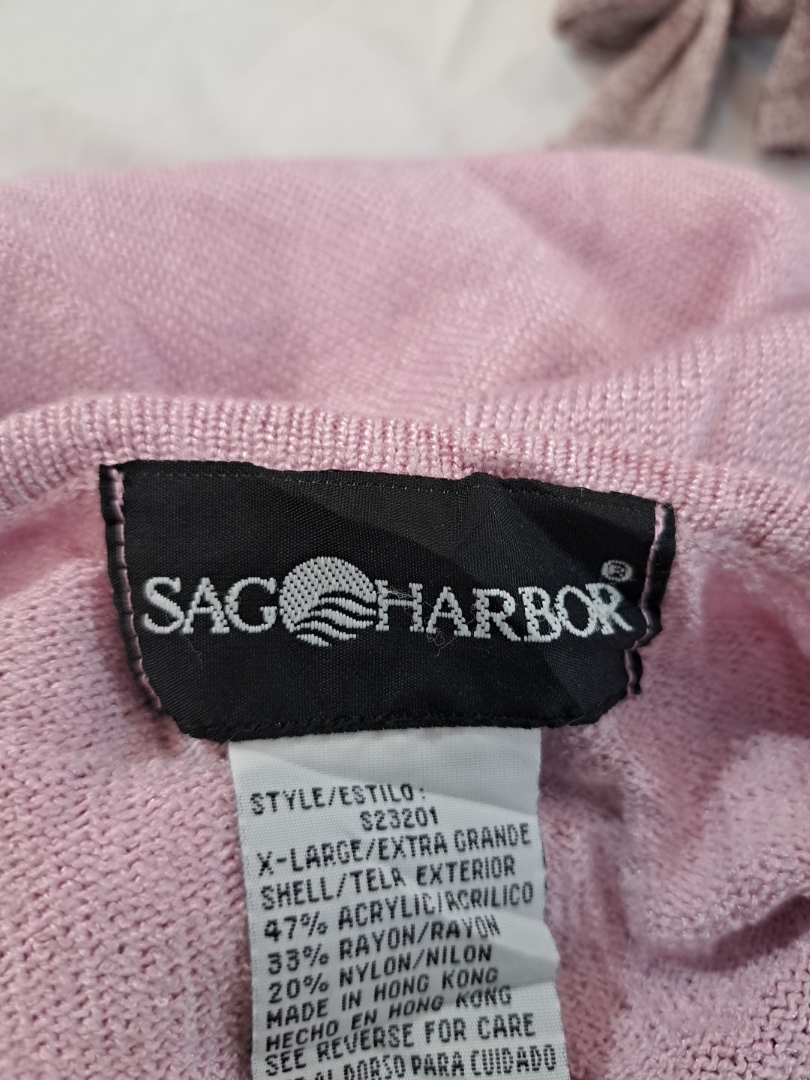 SAG HARBOR®
STYLE/ESTILO:
S23201
X-LARGE/EXTRA GRANDE
SHELL/TELA EXTERIOR
47% ACRYLIC/ACRILICO
33% RAYON/RAYON
20% NYLON/NILON
MADE IN HONG KONG
HECHO EN HONG KONG
SEE REVERSE FOR CARE
AL DORSO PARA CUIDADO